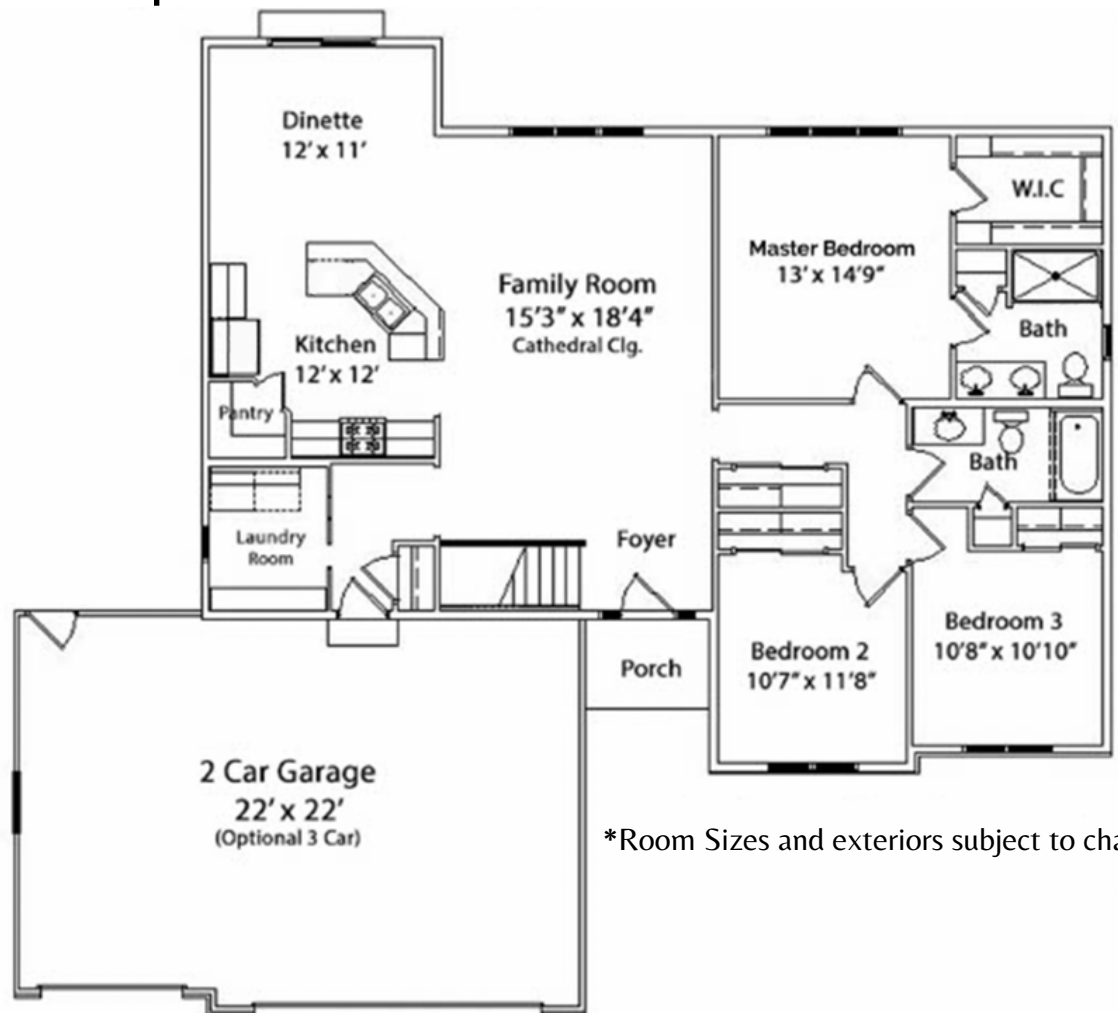 Dinette
12' x 11'
W.I.C
Master Bedroom
13' x 14'9"
Family Room
15'3" x 18'4"
Cathedral Clg.
Bath
Kitchen
12' x 12'
Pantry
Bath
Laundry
Room
Foyer
Bedroom 3
10'8" x 10'10"
Bedroom 2
10'7" x 11'8"
Porch
2 Car Garage
22' x 22'
(Optional 3 Car)
*Room Sizes and exteriors subject to cha